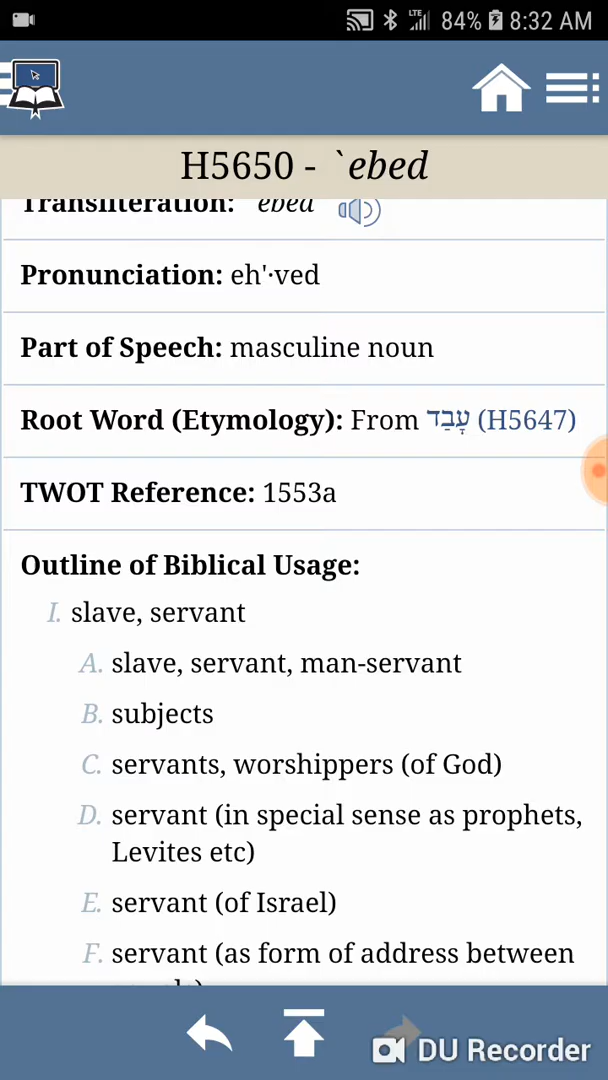 LTE 84% 8:32 AM
H5650 - `ebed
Transliteration: `ebed
Pronunciation: eh'·ved
Part of Speech: masculine noun
Root Word (Etymology): From עָבַד (H5647)
TWOT Reference: 1553a
Outline of Biblical Usage:
I. slave, servant
A. slave, servant, man-servant
B. subjects
C. servants, worshippers (of God)
D. servant (in special sense as prophets,
Levites etc)
E. servant (of Israel)
F. servant (as form of address between
DU Recorder